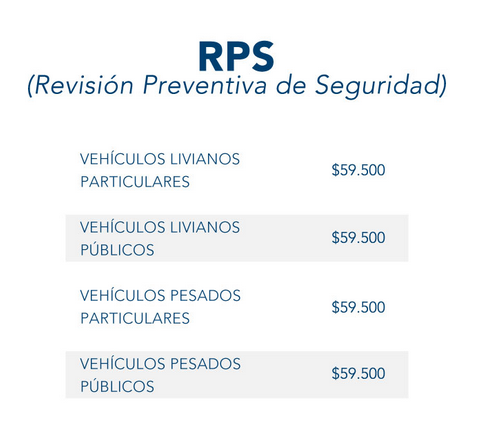 RPS
(Revisión Preventiva de Seguridad)
VEHÍCULOS LIVIANOS
PARTICULARES
$59.500
VEHÍCULOS LIVIANOS
PÚBLICOS
$59.500
VEHÍCULOS PESADOS
PARTICULARES
$59.500
VEHÍCULOS PESADOS
PÚBLICOS
$59.500